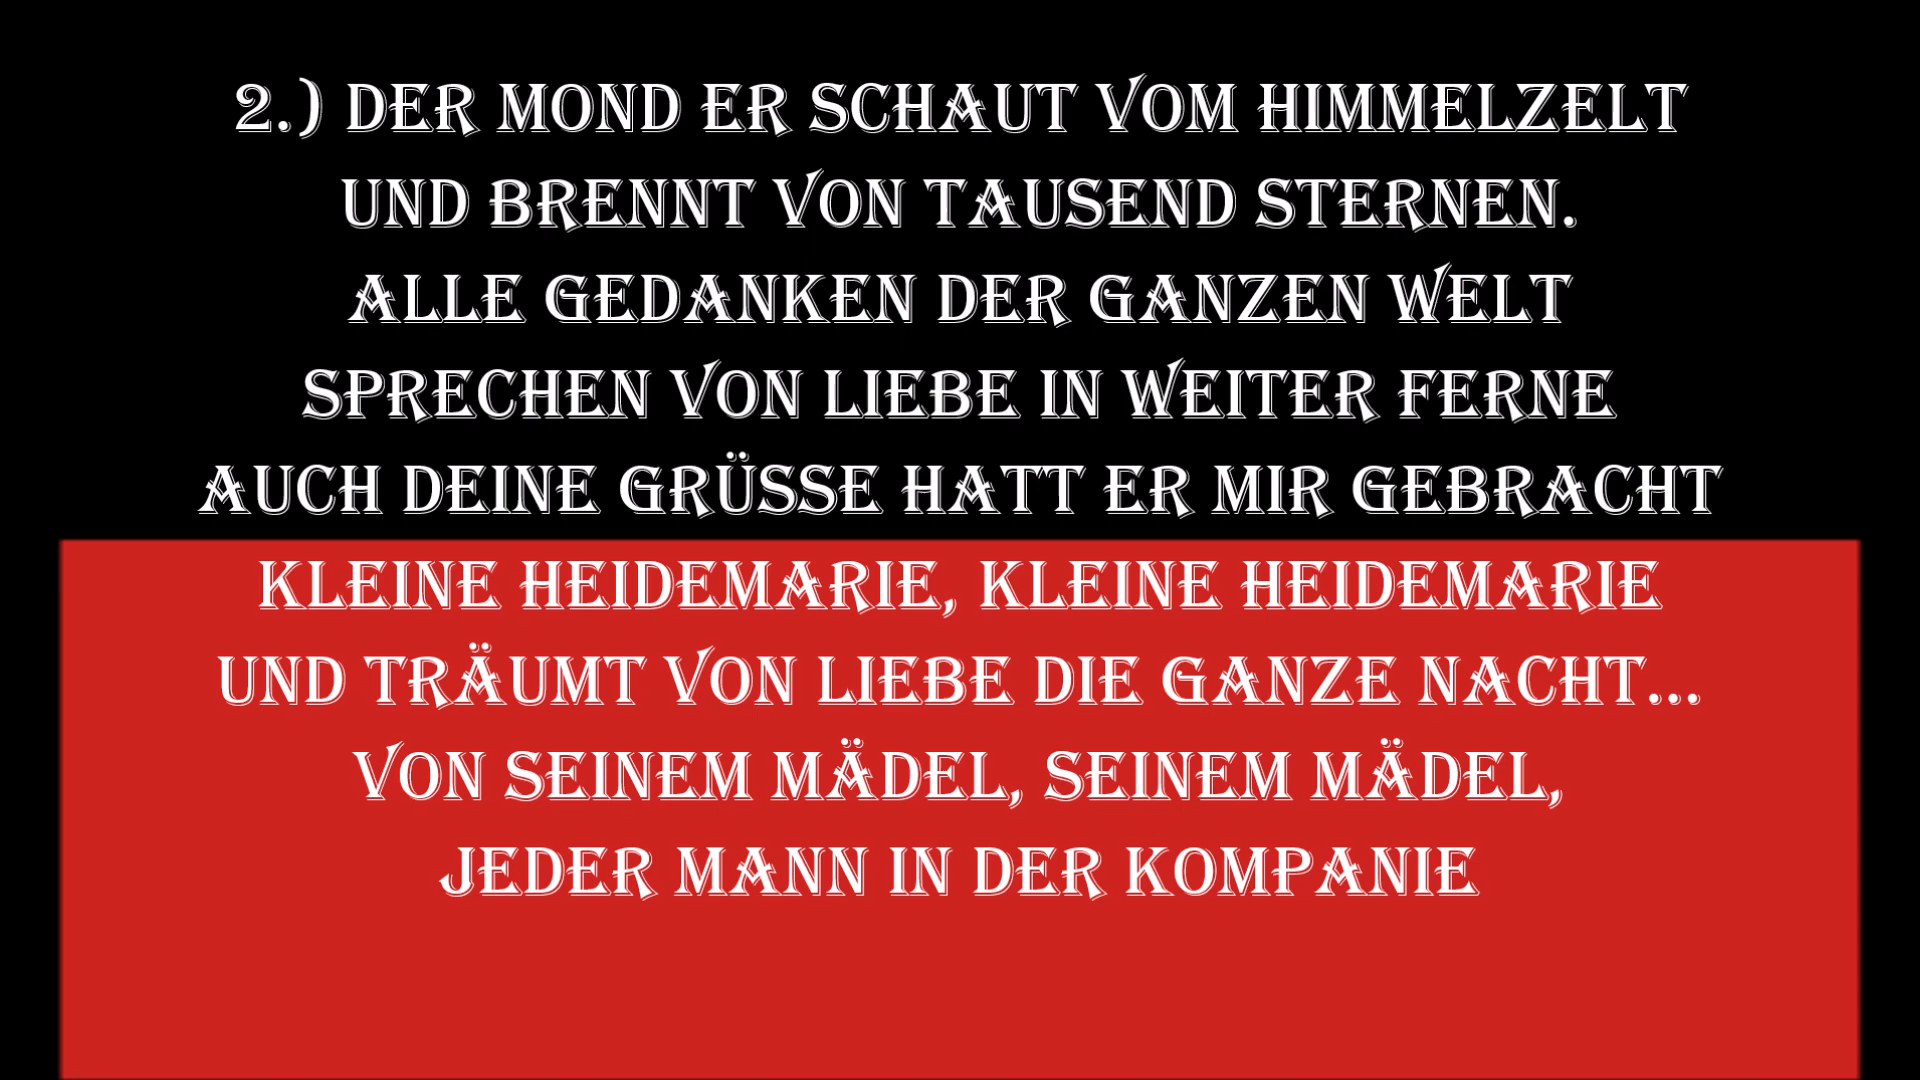 2.) DER MOND ER SCHAUT VOM HIMMELZELT
UND BRENNT VON TAUSEND STERNEN.
ALLE GEDANKEN DER GANZEN WELT
SPRECHEN VON LIEBE IN WEITER FERNE
AUCH DEINE GRÜSSE HATT ER MIR GEBRACHT
KLEINE HEIDEMARIE, KLEINE HEIDEMARIE
UND TRÄUMT VON LIEBE DIE GANZE NACHT...
VON SEINEM MÄDEL, SEINEM MÄDEL,
JEDER MANN IN DER KOMPANIE